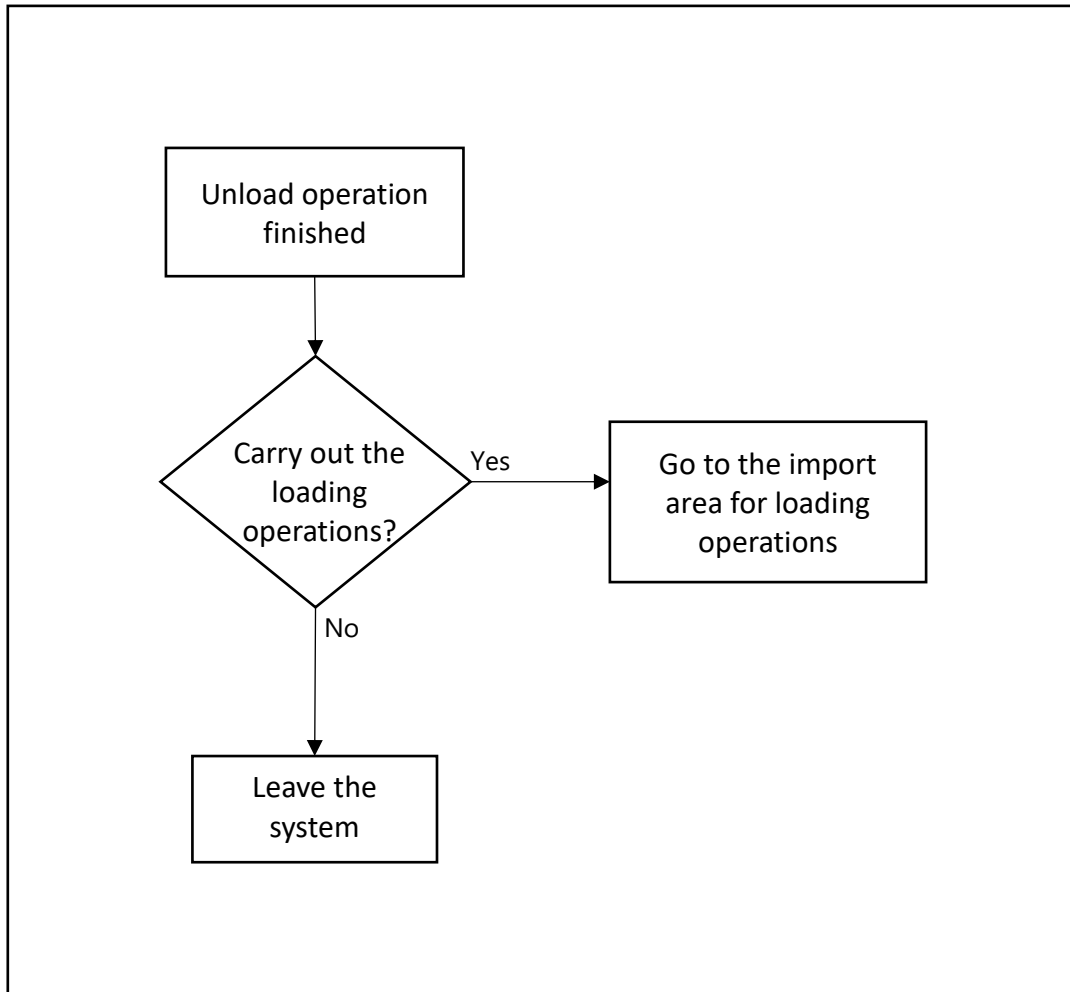 Unload operation
finished
Carry out the
loading
operations?
Yes
Go to the import
area for loading
operations
No
Leave the
system